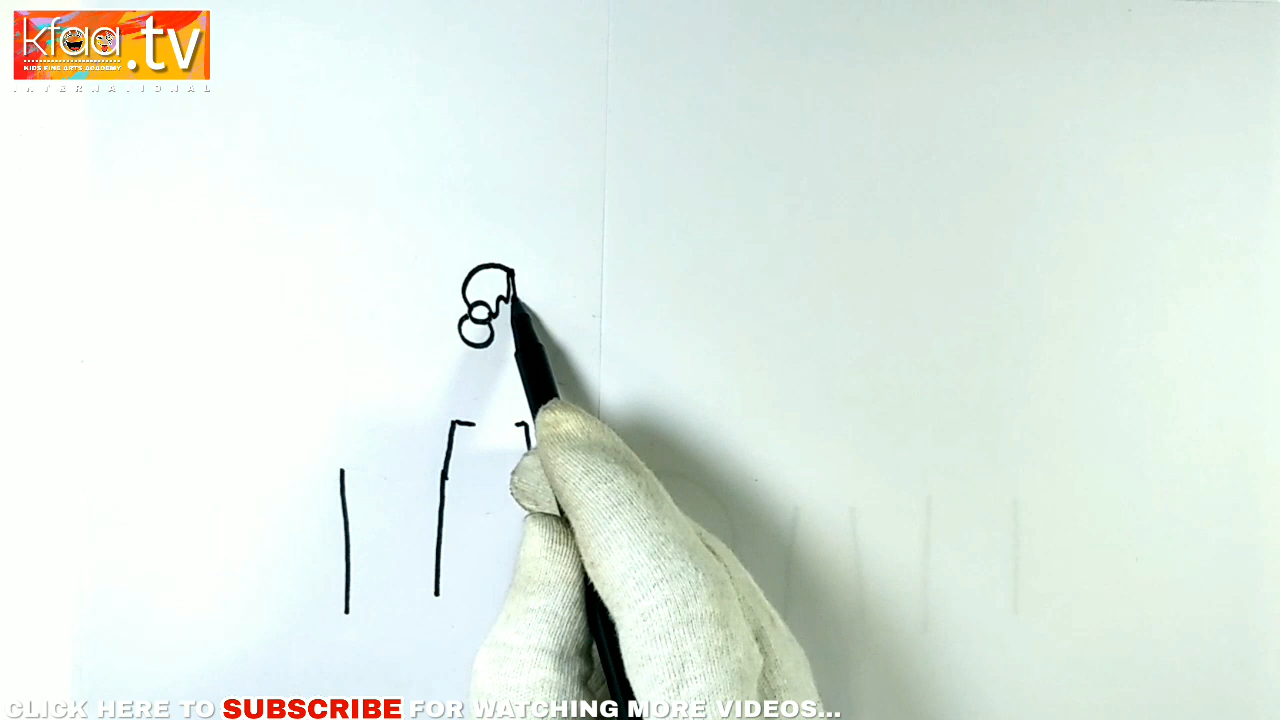 kfaa.tv
KIDS FINE ARTS ACADEMY
INTERNATIONAL
CLICK HERE TO SUBSCRIBE FOR WATCHING MORE VIDEOS...